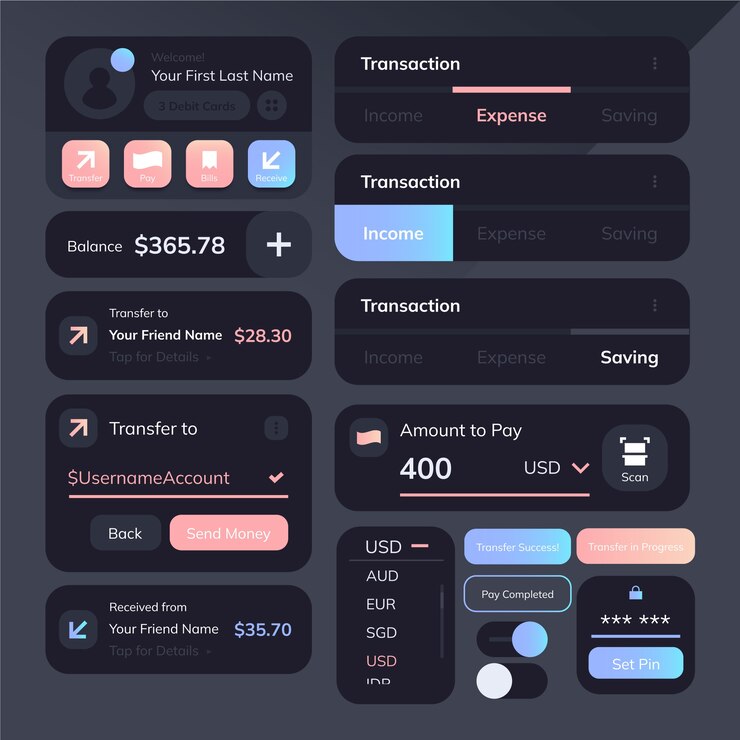 Welcome!
Your First Last Name
3 Debit Cards
Transfer
Pay
Bills
Receive
Balance $365.78
Transfer to
Your Friend Name $28.30
Tap for Details
Transfer to
$UsernameAccount
Back
Send Money
Received from
Your Friend Name $35.70
Tap for Details
Transaction
Income
Expense
Saving
Transaction
Income
Expense
Saving
Transaction
Income
Expense
Saving
Amount to Pay
400
USD
Scan
USD
AUD
EUR
SGD
USD
IDR
Transfer Success!
Transfer in Progress
Pay Completed
*** ***
Set Pin